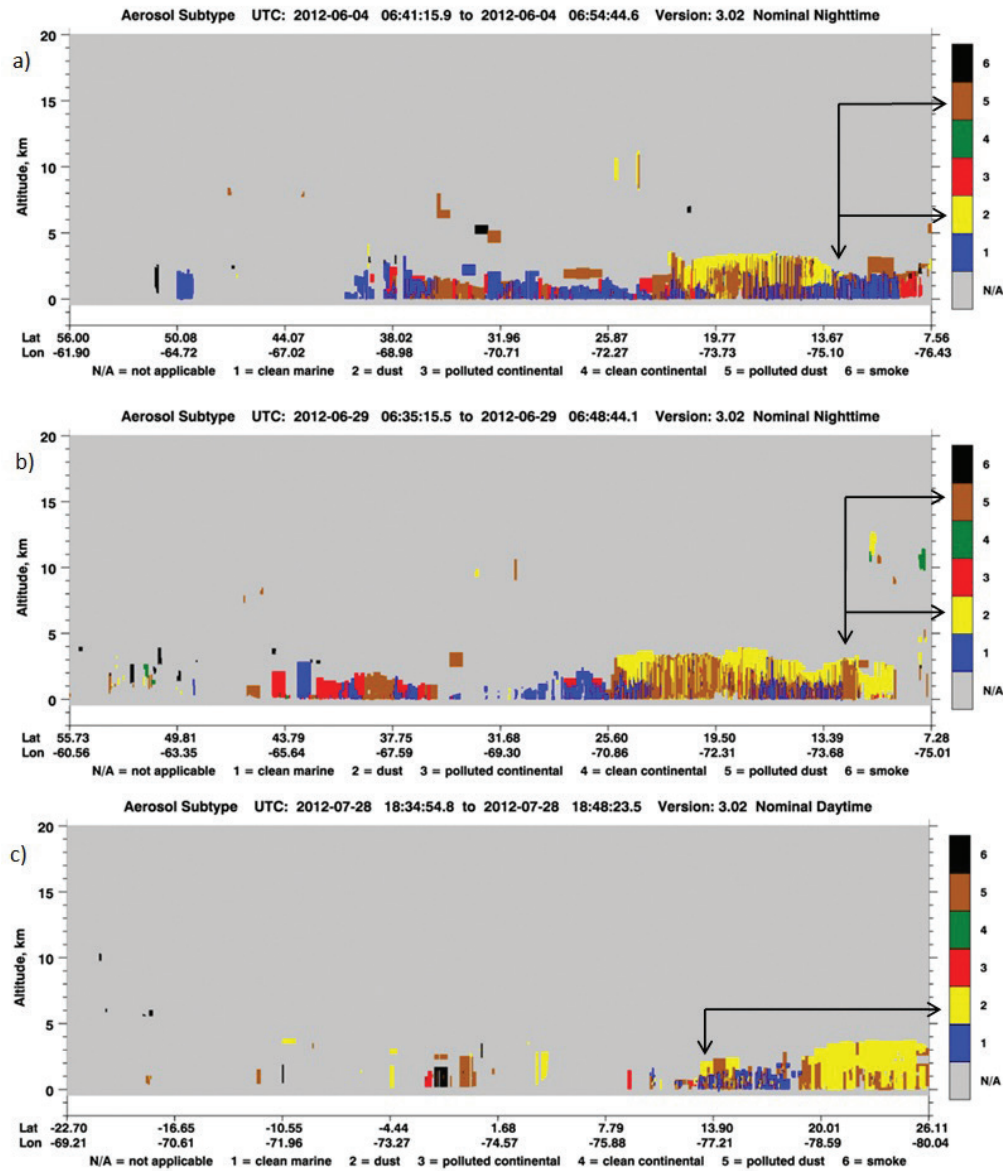 Aerosol Subtype UTC: 2012-06-04 06:41:15.9 to 2012-06-04 06:54:44.6 Version: 3.02 Nominal Nighttime
a)
Altitude, km
20
15
10
5
0
6
5
4
3
2
1
N/A
Lat 56.00 50.08 44.07 38.02 31.96 25.87 19.77 13.67 7.56
Lon -61.90 -64.72 -67.02 -68.98 -70.71 -72.27 -73.73 -75.10 -76.43
N/A = not applicable 1 = clean marine 2 = dust 3 = polluted continental 4 = clean continental 5 = polluted dust 6 = smoke
Aerosol Subtype UTC: 2012-06-29 06:35:15.5 to 2012-06-29 06:48:44.1 Version: 3.02 Nominal Nighttime
b)
Altitude, km
20
15
10
5
0
6
5
4
3
2
1
N/A
Lat 55.73 49.81 43.79 37.75 31.68 25.60 19.50 13.39 7.28
Lon -60.56 -63.35 -65.64 -67.59 -69.30 -70.86 -72.31 -73.68 -75.01
N/A = not applicable 1 = clean marine 2 = dust 3 = polluted continental 4 = clean continental 5 = polluted dust 6 = smoke
Aerosol Subtype UTC: 2012-07-28 18:34:54.8 to 2012-07-28 18:48:23.5 Version: 3.02 Nominal Daytime
c)
Altitude, km
20
15
10
5
0
6
5
4
3
2
1
N/A
Lat -22.70 -16.65 -10.55 -4.44 1.68 7.79 13.90 20.01 26.11
Lon -69.21 -70.61 -71.96 -73.27 -74.57 -75.88 -77.21 -78.59 -80.04
N/A = not applicable 1 = clean marine 2 = dust 3 = polluted continental 4 = clean continental 5 = polluted dust 6 = smoke